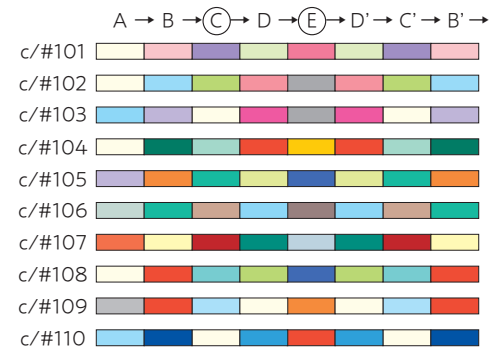 A → B → C → D → E → D’ → C’ → B’ →
c/#101
c/#102
c/#103
c/#104
c/#105
c/#106
c/#107
c/#108
c/#109
c/#110